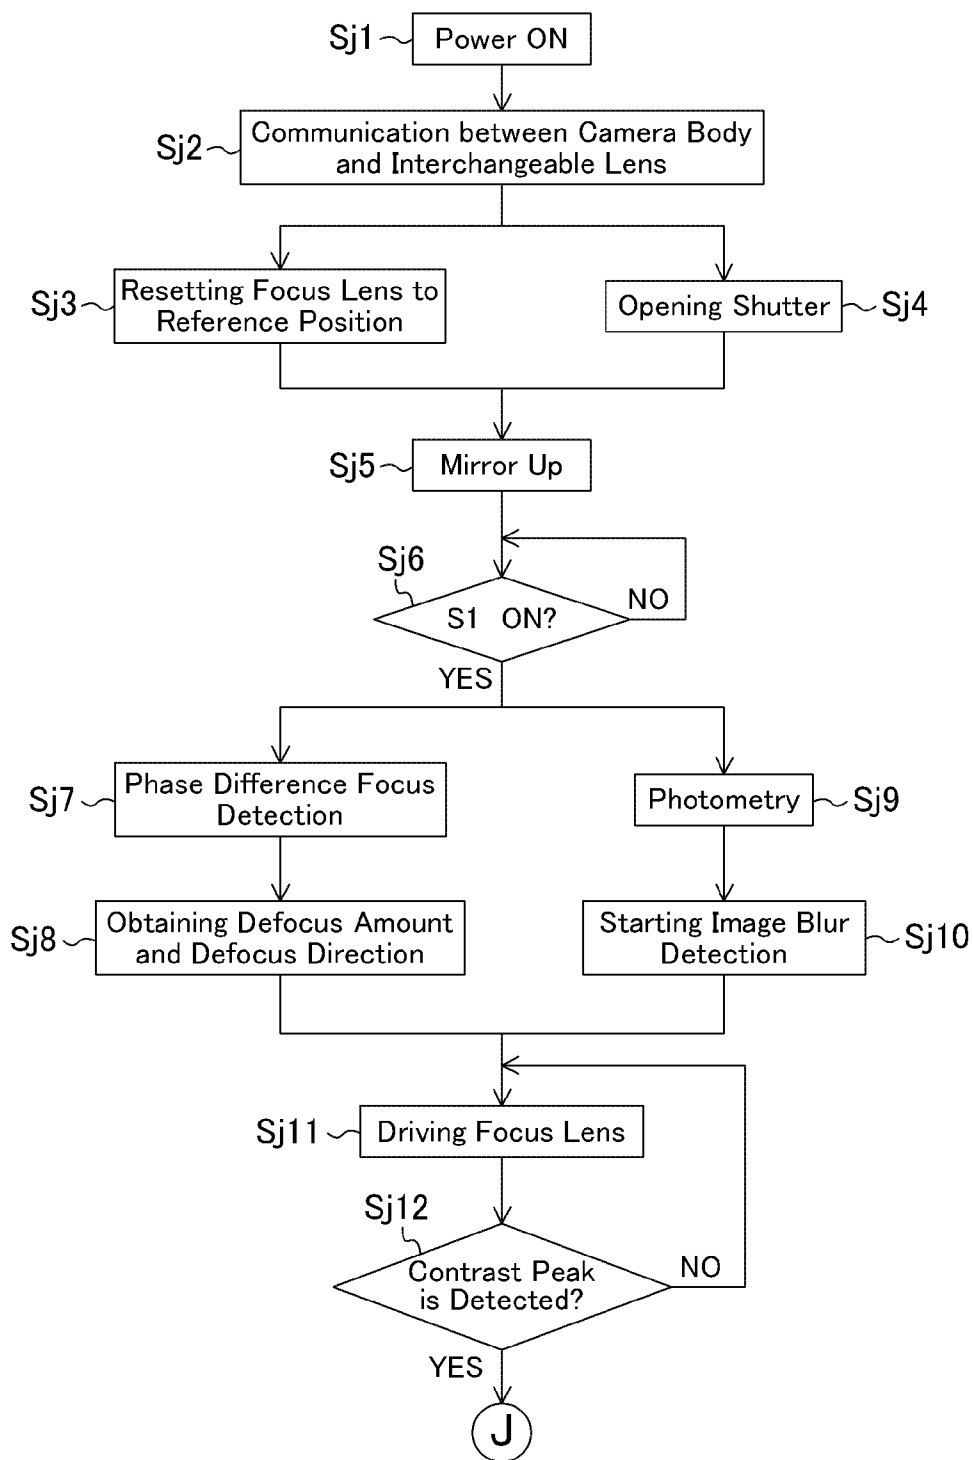 Sj1
Power ON
Sj2
Communication between Camera Body
and Interchangeable Lens
Sj3
Resetting Focus Lens to
Reference Position
Opening Shutter
Sj4
Sj5
Mirror Up
Sj6
S1 ON?
NO
YES
Sj7
Phase Difference Focus
Detection
Photometry
Sj9
Sj8
Obtaining Defocus Amount
and Defocus Direction
Starting Image Blur
Detection
Sj10
Sj11
Driving Focus Lens
Sj12
Contrast Peak
is Detected?
NO
YES
J